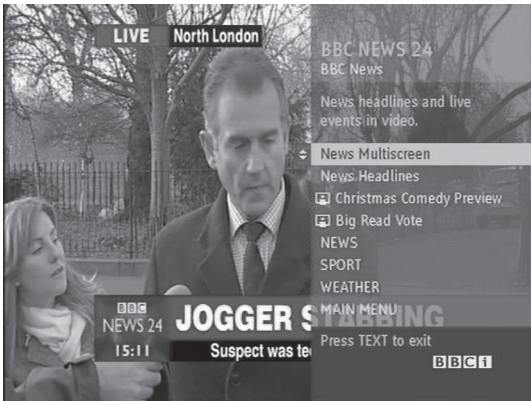 LIVE North London
BBC NEWS 24
BBC News
News headlines and live
events in video.
News Multiscreen
News Headlines
Christmas Comedy Preview
Big Read Vote
NEWS
SPORT
WEATHER
MAIN MENU
Press TEXT to exit
BBCi
BBC
NEWS 24
15:11
JOGGER STABBING
Suspect was